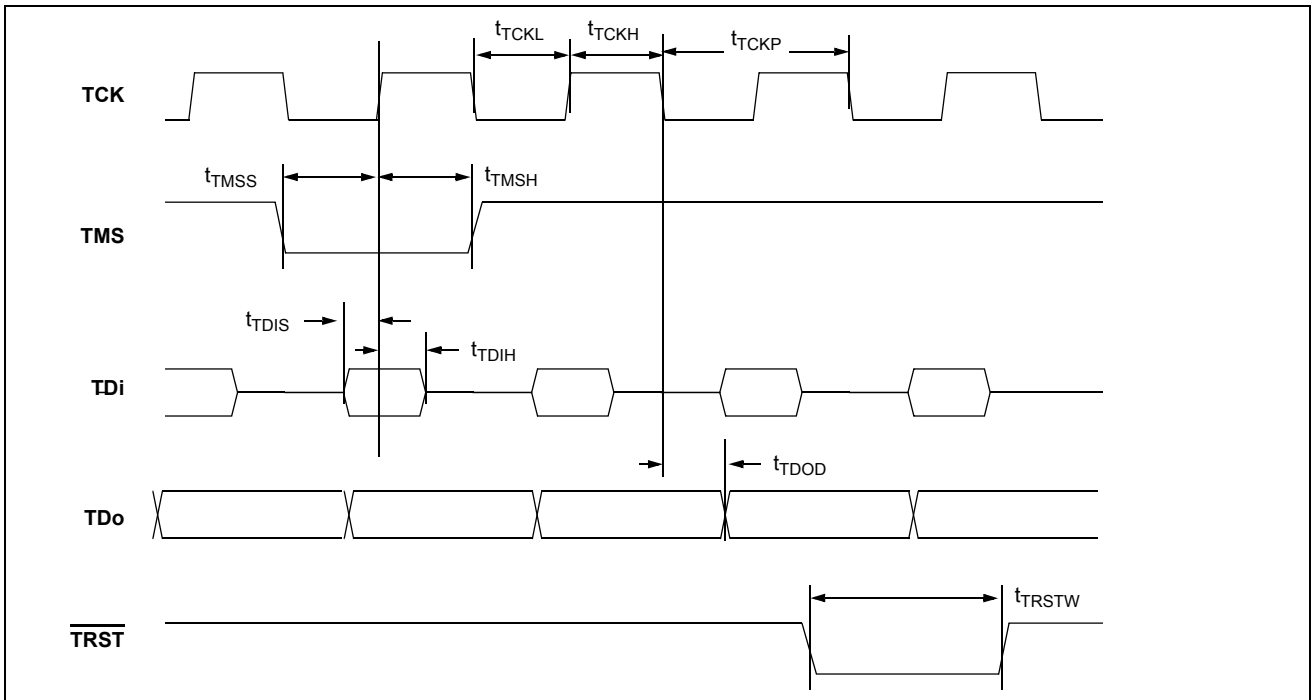 tTCKL tTCKH tTCKP
TCK
tTMSS tTMSH
TMS
tTDIS
tTDIH
TDi
tTDOD
TDo
tTRSTW
TRST